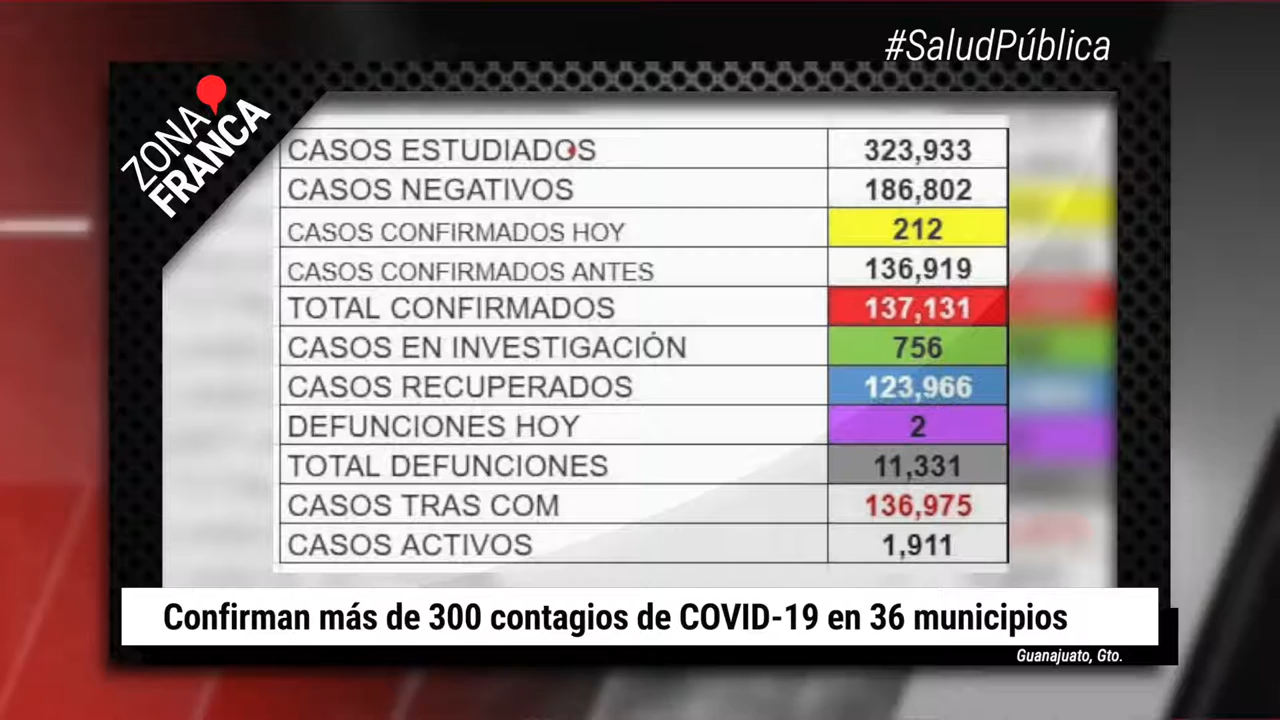 #SaludPública
ZONA
FRANCA
CASOS ESTUDIADOS 323,933
CASOS NEGATIVOS 186,802
CASOS CONFIRMADOS HOY 212
CASOS CONFIRMADOS ANTES 136,919
TOTAL CONFIRMADOS 137,131
CASOS EN INVESTIGACIÓN 756
CASOS RECUPERADOS 123,966
DEFUNCIONES HOY 2
TOTAL DEFUNCIONES 11,331
CASOS TRAS COM 136,975
CASOS ACTIVOS 1,911
Confirman más de 300 contagios de COVID-19 en 36 municipios
Guanajuato, Gto.